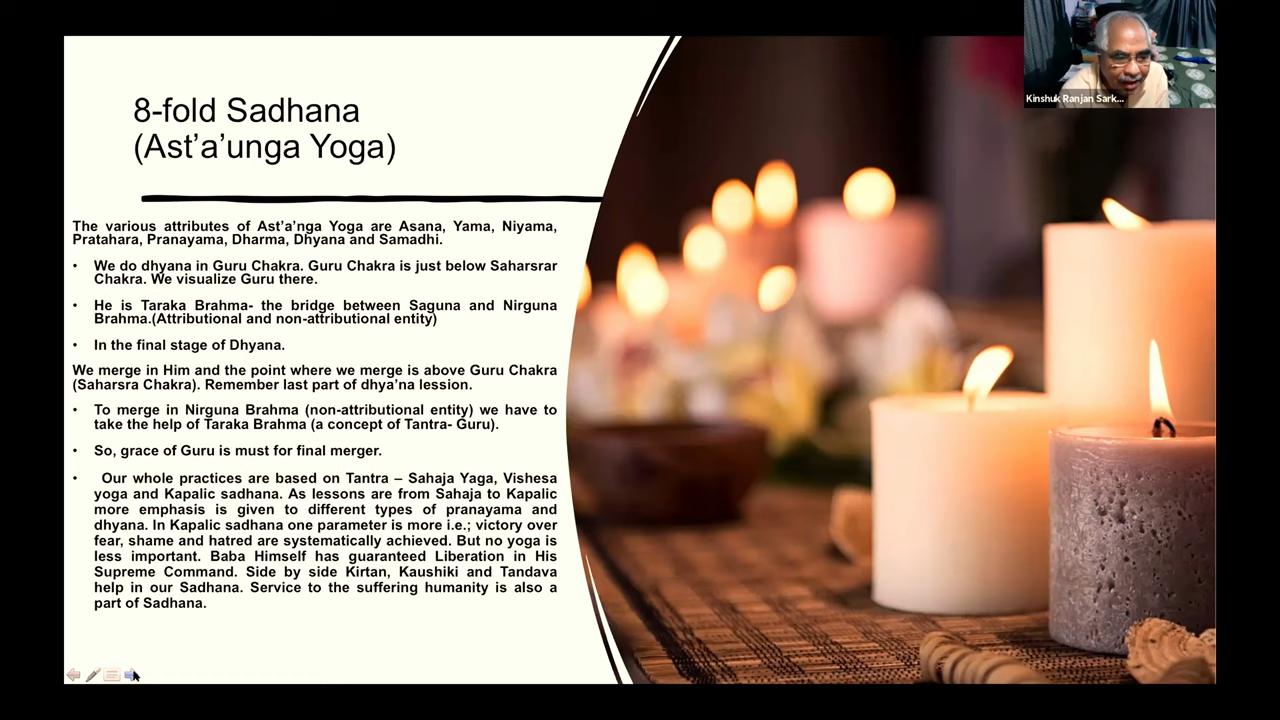 Kinshuk Ranjan Sark...
8-fold Sadhana
(Ast’a’unga Yoga)
The various attributes of Ast’a’nga Yoga are Asana, Yama, Niyama,
Pratahara, Pranayama, Dharma, Dhyana and Samadhi.
• We do dhyana in Guru Chakra. Guru Chakra is just below Saharsrar
Chakra. We visualize Guru there.
• He is Taraka Brahma- the bridge between Saguna and Nirguna
Brahma.(Attributional and non-attributional entity)
• In the final stage of Dhyana.
We merge in Him and the point where we merge is above Guru Chakra
(Saharsra Chakra). Remember last part of dhya’na lession.
• To merge in Nirguna Brahma (non-attributional entity) we have to
take the help of Taraka Brahma (a concept of Tantra- Guru).
• So, grace of Guru is must for final merger.
• Our whole practices are based on Tantra – Sahaja Yaga, Vishesa
yoga and Kapalic sadhana. As lessons are from Sahaja to Kapalic
more emphasis is given to different types of pranayama and
dhyana. In Kapalic sadhana one parameter is more i.e.; victory over
fear, shame and hatred are systematically achieved. But no yoga is
less important. Baba Himself has guaranteed Liberation in His
Supreme Command. Side by side Kirtan, Kaushiki and Tandava
help in our Sadhana. Service to the suffering humanity is also a
part of Sadhana.